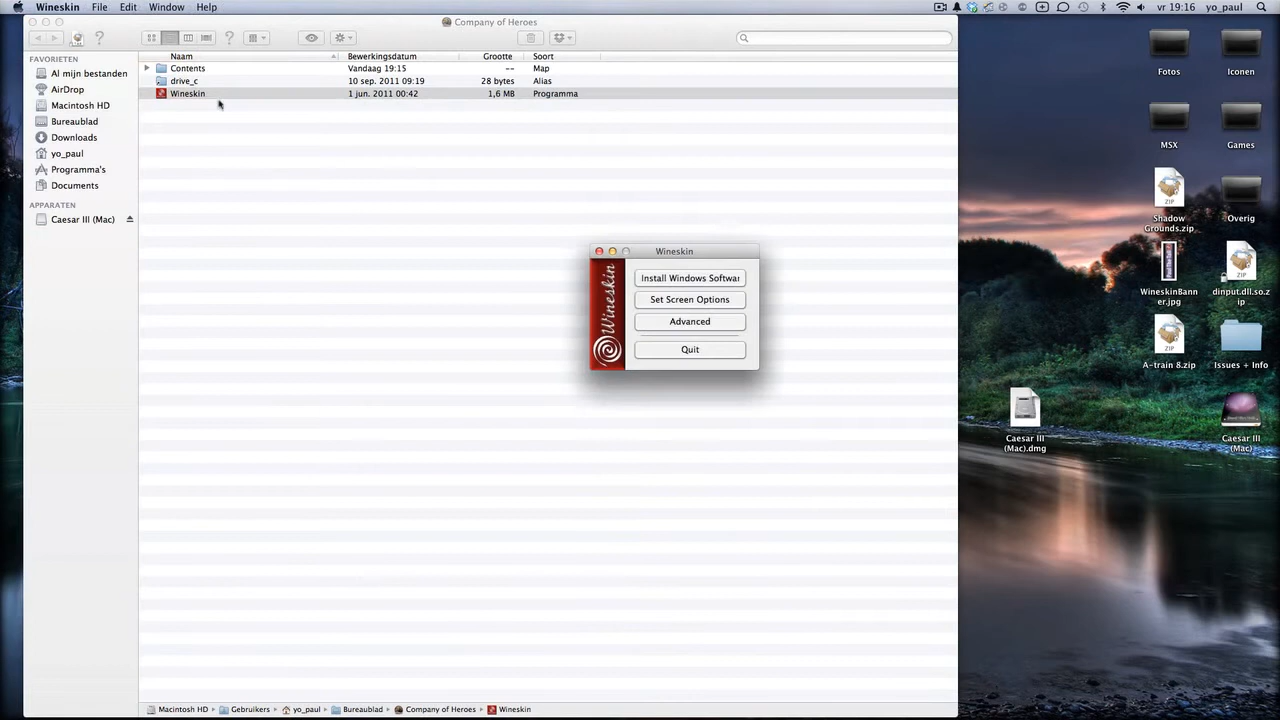 Wineskin File Edit Window Help vr 19:16 yo_paul
Company of Heroes
FAVORIETEN
Al mijn bestanden
AirDrop
Macintosh HD
Bureaublad
Downloads
yo_paul
Programma's
Documents
APPARATEN
Caesar III (Mac)
Naam Bewerkingsdatum Grootte Soort
Contents Vandaag 19:15 -- Map
drive_c 10 sep. 2011 09:19 28 bytes Alias
Wineskin 1 jun. 2011 00:42 1,6 MB Programma
Wineskin
Wineskin
Install Windows Softwar
Set Screen Options
Advanced
Quit
Fotos
Iconen
MSX
Games
ZIP
Shadow
Grounds.zip
Overig
WineskinBann
er.jpg
ZIP
dinput.dll.so.z
ip
ZIP
A-train 8.zip
Issues + Info
Caesar III
(Mac).dmg
Caesar III
(Mac)
Macintosh HD Gebruikers yo_paul Bureaublad Company of Heroes Wineskin